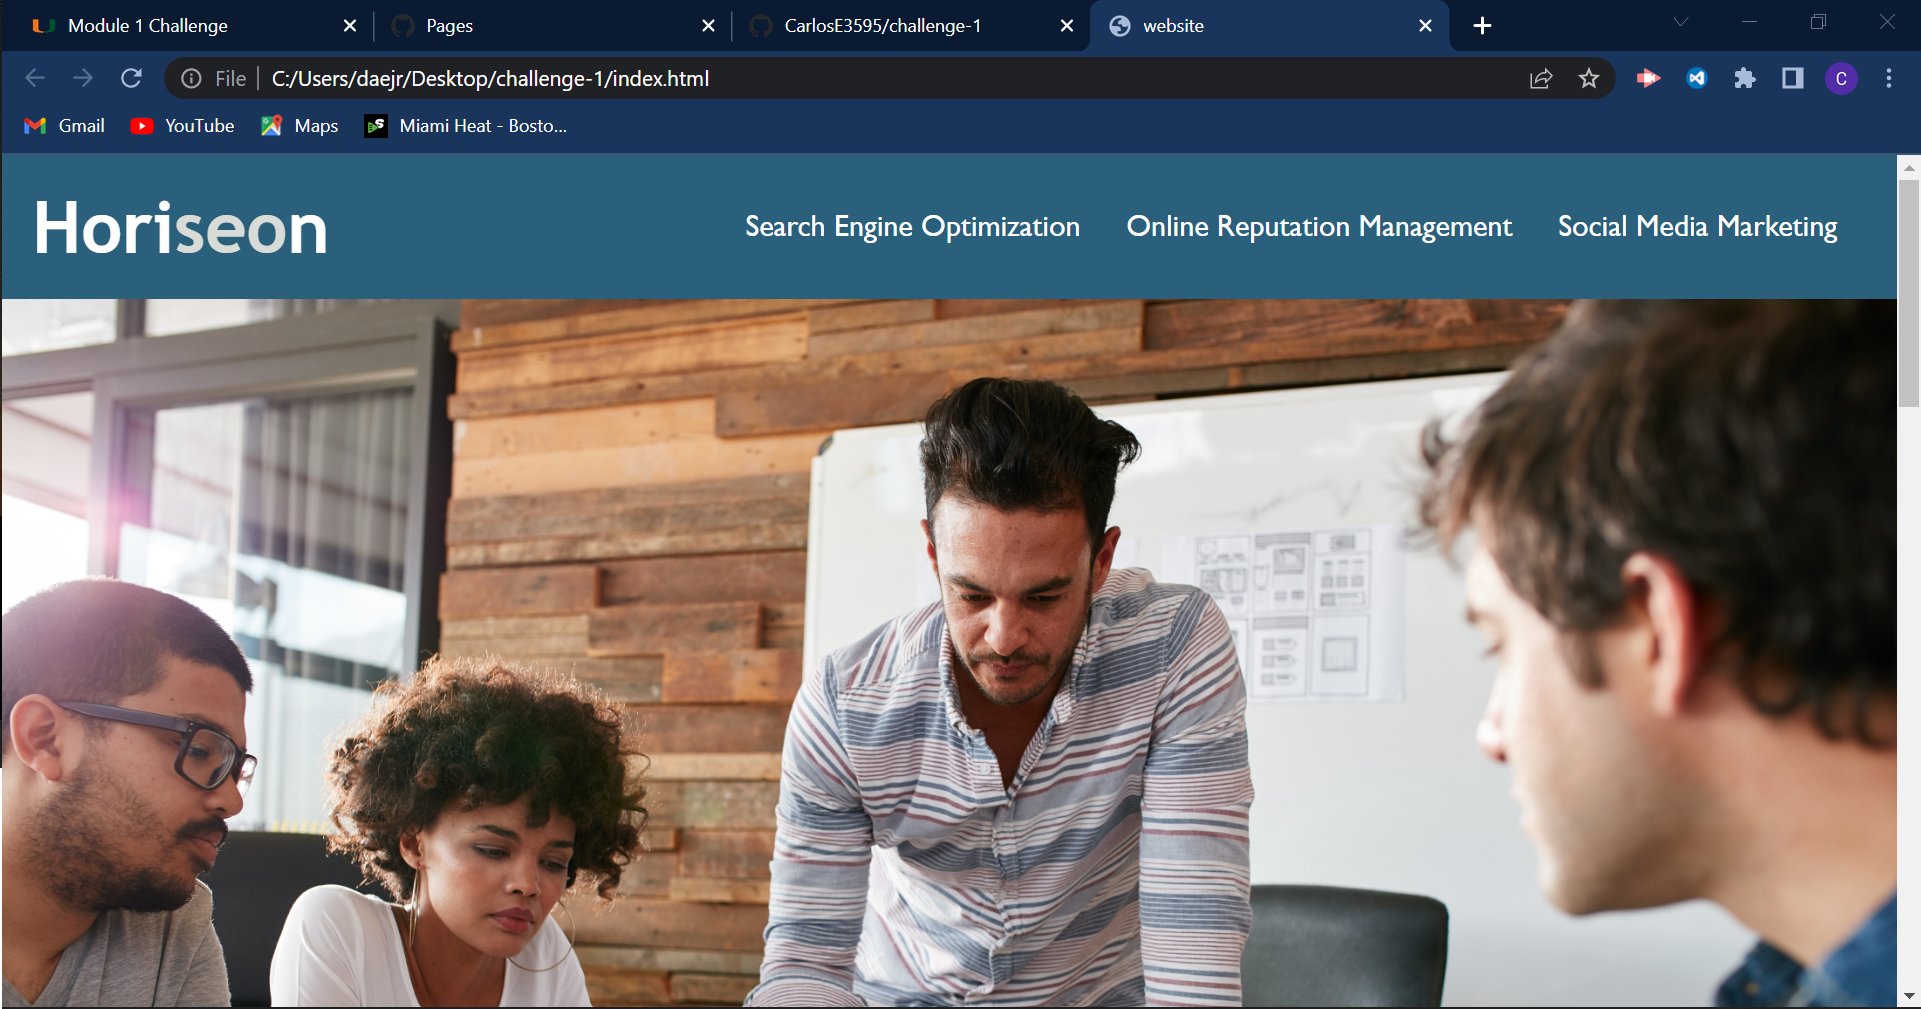 Module 1 Challenge
Pages
CarlosE3595/challenge-1
website
File C:/Users/daejr/Desktop/challenge-1/index.html
C
Gmail YouTube Maps Miami Heat - Bosto...
Horiseon
Search Engine Optimization Online Reputation Management Social Media Marketing